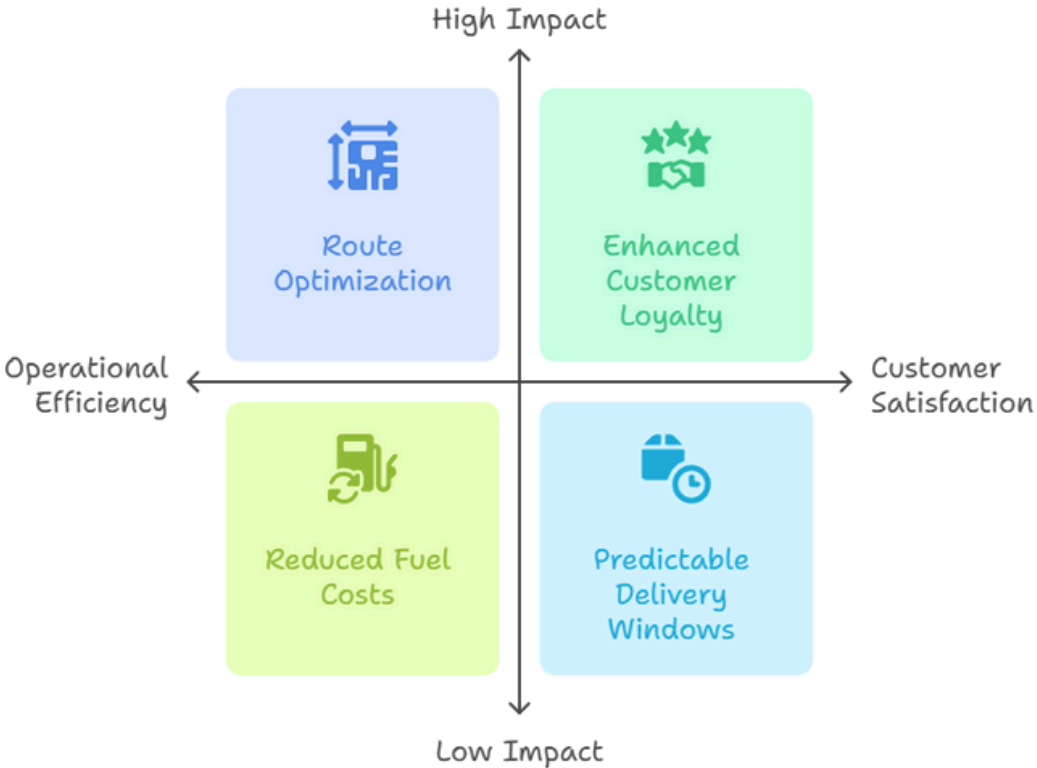 High Impact
Route
Optimization
Enhanced
Customer
Loyalty
Operational
Efficiency
Customer
Satisfaction
Reduced Fuel
Costs
Predictable
Delivery
Windows
Low Impact